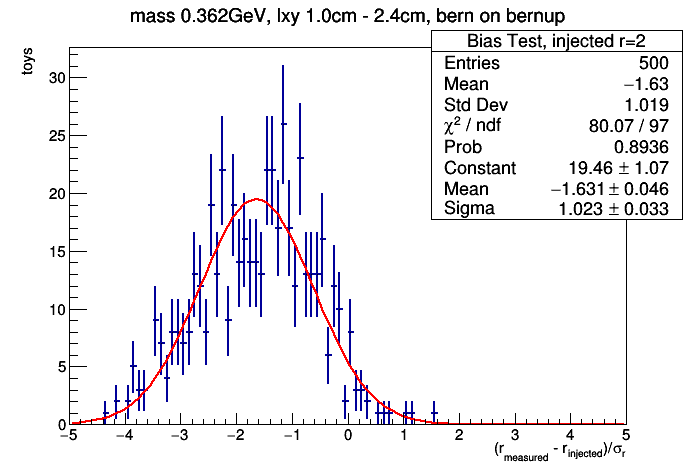 mass 0.362GeV, lxy 1.0cm - 2.4cm, bern on bernup
Bias Test, injected r=2
Entries 500
Mean −1.63
Std Dev 1.019
χ² / ndf 80.07 / 97
Prob 0.8936
Constant 19.46 ± 1.07
Mean −1.631 ± 0.046
Sigma 1.023 ± 0.033
toys
30
25
20
15
10
5
0
−5 −4 −3 −2 −1 0 1 2 3 4 5
(r_measured - r_injected)/σ_r